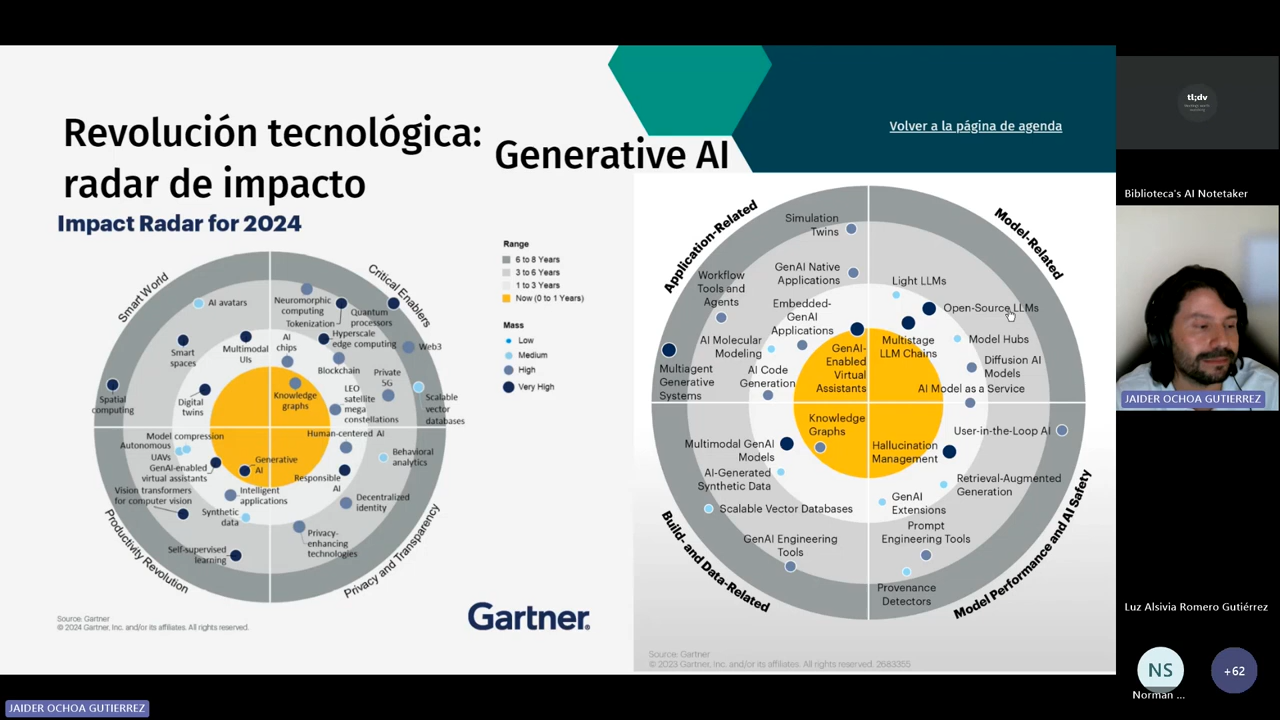 Revolución tecnológica:
radar de impacto
Generative AI
Volver a la página de agenda
Impact Radar for 2024
Smart World
Critical Enablers
Productivity Revolution
Privacy and Transparency
AI avatars
Neuromorphic
computing
Tokenization
Quantum
processors
Hyperscale
edge computing
Smart
spaces
Multimodal
UIs
AI
chips
Blockchain
Web3
Spatial
computing
Digital
twins
Knowledge
graphs
LEO
satellite
mega
constellations
Private
5G
Scalable
vector
databases
Model compression
Autonomous
UAVs
GenAI-enabled
virtual assistants
Vision transformers
for computer vision
Generative
AI
Intelligent
applications
Synthetic
data
Self-supervised
learning
Human-centered AI
Behavioral
analytics
Responsible
AI
Decentralized
identity
Privacy-
enhancing
technologies
Source: Gartner
© 2024 Gartner, Inc. and/or its affiliates. All rights reserved.
Range
6 to 8 Years
3 to 6 Years
1 to 3 Years
Now (0 to 1 Years)
Mass
Low
Medium
High
Very High
Gartner®
Application-Related
Model-Related
Build- and Data-Related
Model Performance and AI Safety
Simulation
Twins
GenAI Native
Applications
Workflow
Tools and
Agents
Embedded-
GenAI
Applications
AI Molecular
Modeling
Multiagent
Generative
Systems
AI Code
Generation
GenAI-
Enabled
Virtual
Assistants
Light LLMs
Open-Source LLMs
Multistage
LLM Chains
Model Hubs
Diffusion AI
Models
AI Model as a Service
Knowledge
Graphs
Multimodal GenAI
Models
AI-Generated
Synthetic Data
Scalable Vector Databases
GenAI Engineering
Tools
User-in-the-Loop AI
Hallucination
Management
Retrieval-Augmented
Generation
GenAI
Extensions
Prompt
Engineering Tools
Provenance
Detectors
Source: Gartner
© 2023 Gartner, Inc. and/or its affiliates. All rights reserved. 2683355
tl;dv
Biblioteca's AI Notetaker
JAIDER OCHOA GUTIERREZ
Luz Alsivia Romero Gutiérrez
NS
Norman ...
+62
JAIDER OCHOA GUTIERREZ